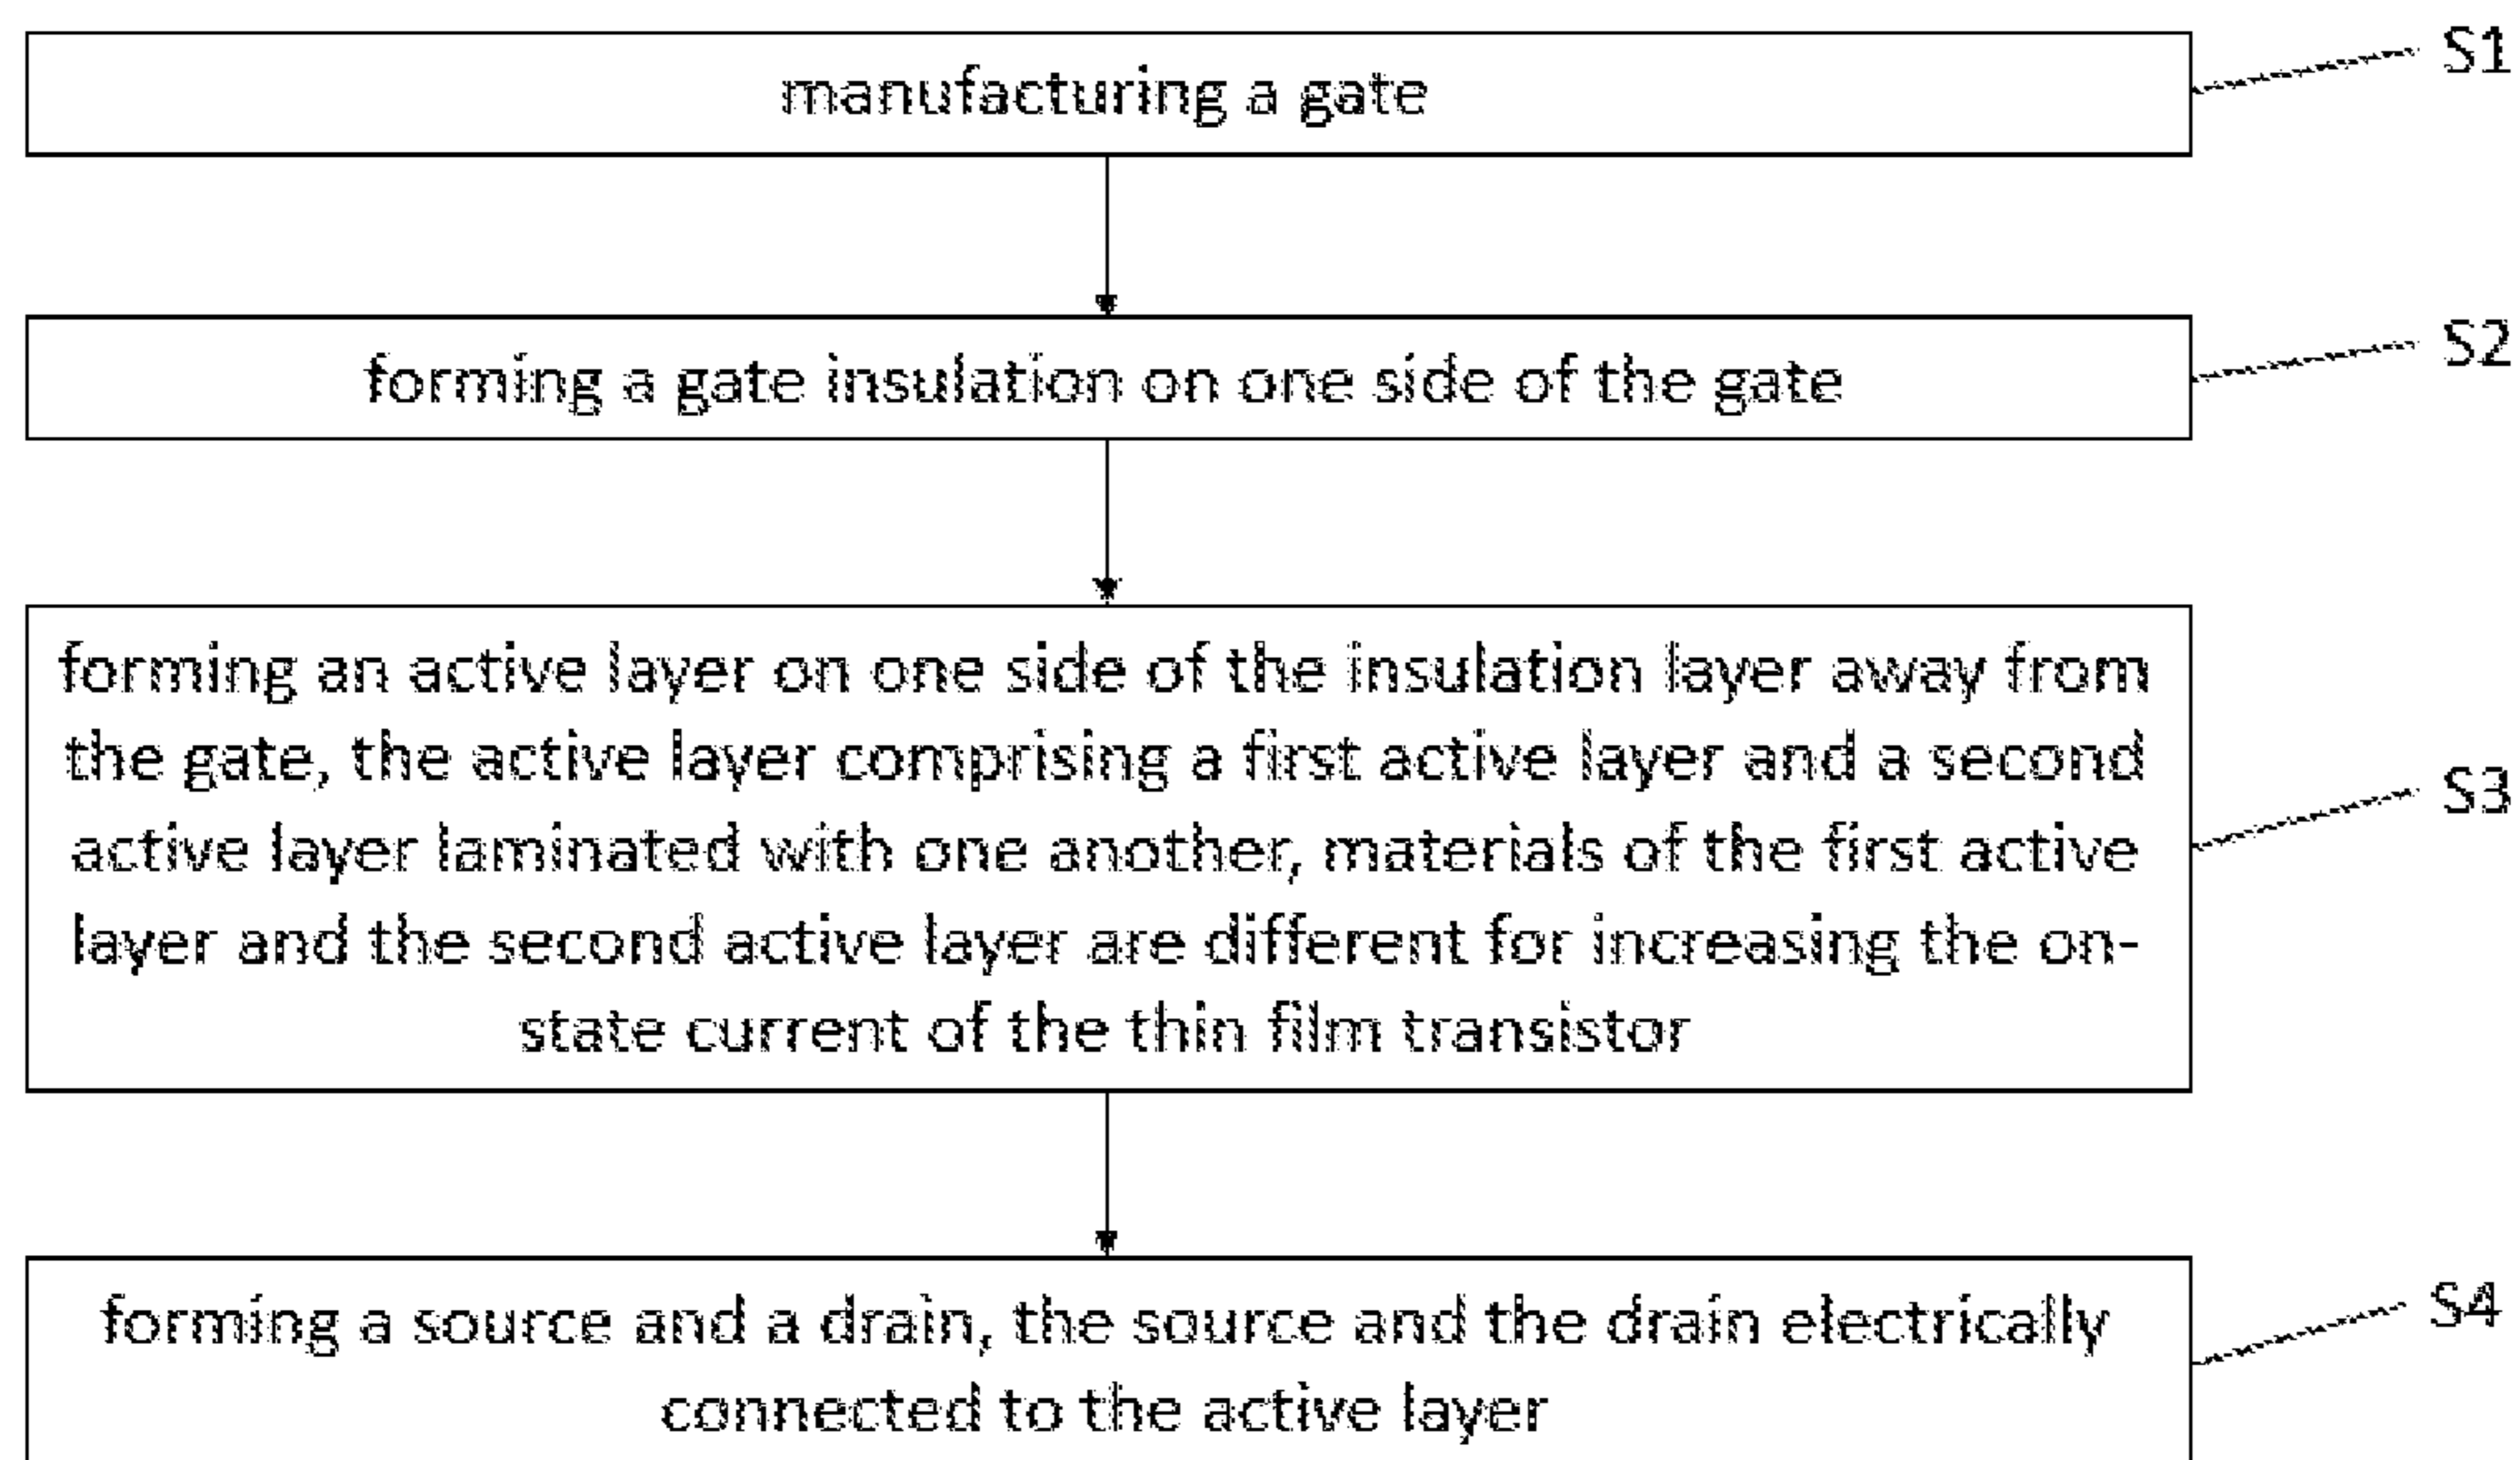 manufacturing a gate
S1
forming a gate insulation on one side of the gate
S2
forming an active layer on one side of the insulation layer away from
the gate, the active layer comprising a first active layer and a second
active layer laminated with one another, materials of the first active
layer and the second active layer are different for increasing the on-
state current of the thin film transistor
S3
forming a source and a drain, the source and the drain electrically
connected to the active layer
S4